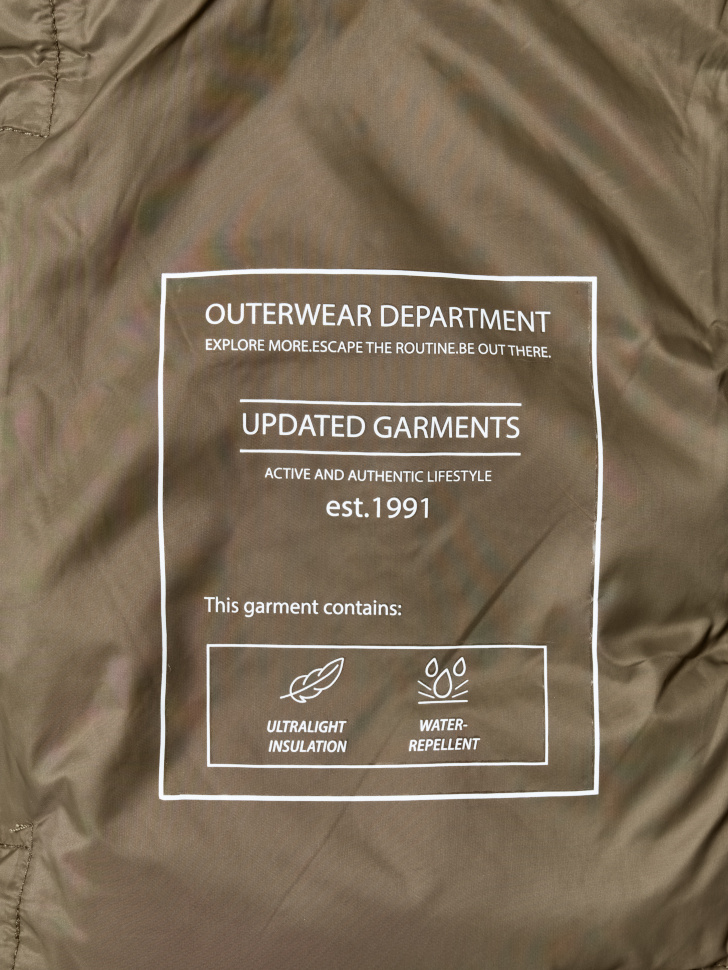 OUTERWEAR DEPARTMENT
EXPLORE MORE.ESCAPE THE ROUTINE.BE OUT THERE.
UPDATED GARMENTS
ACTIVE AND AUTHENTIC LIFESTYLE
est.1991
This garment contains:
ULTRALIGHT
INSULATION
WATER-
REPELLENT